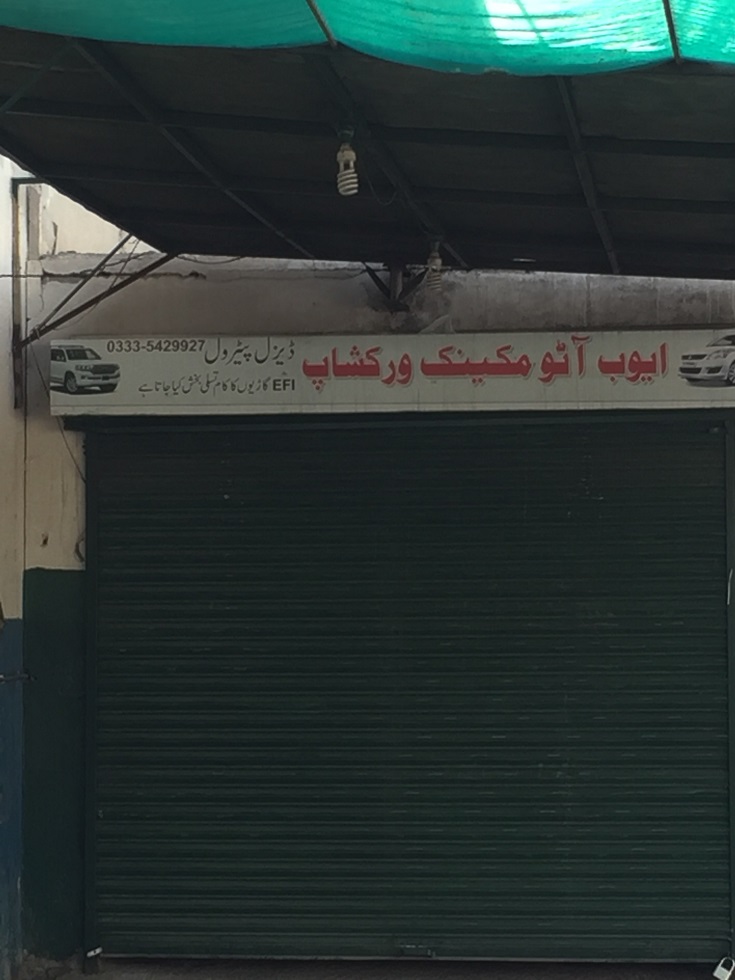 ایوب آٹو مکینک ورکشاپ
ڈیزل پیٹرول 0333-5429927
EFI گاڑیوں کا کام تسلی بخش کیا جاتا ہے